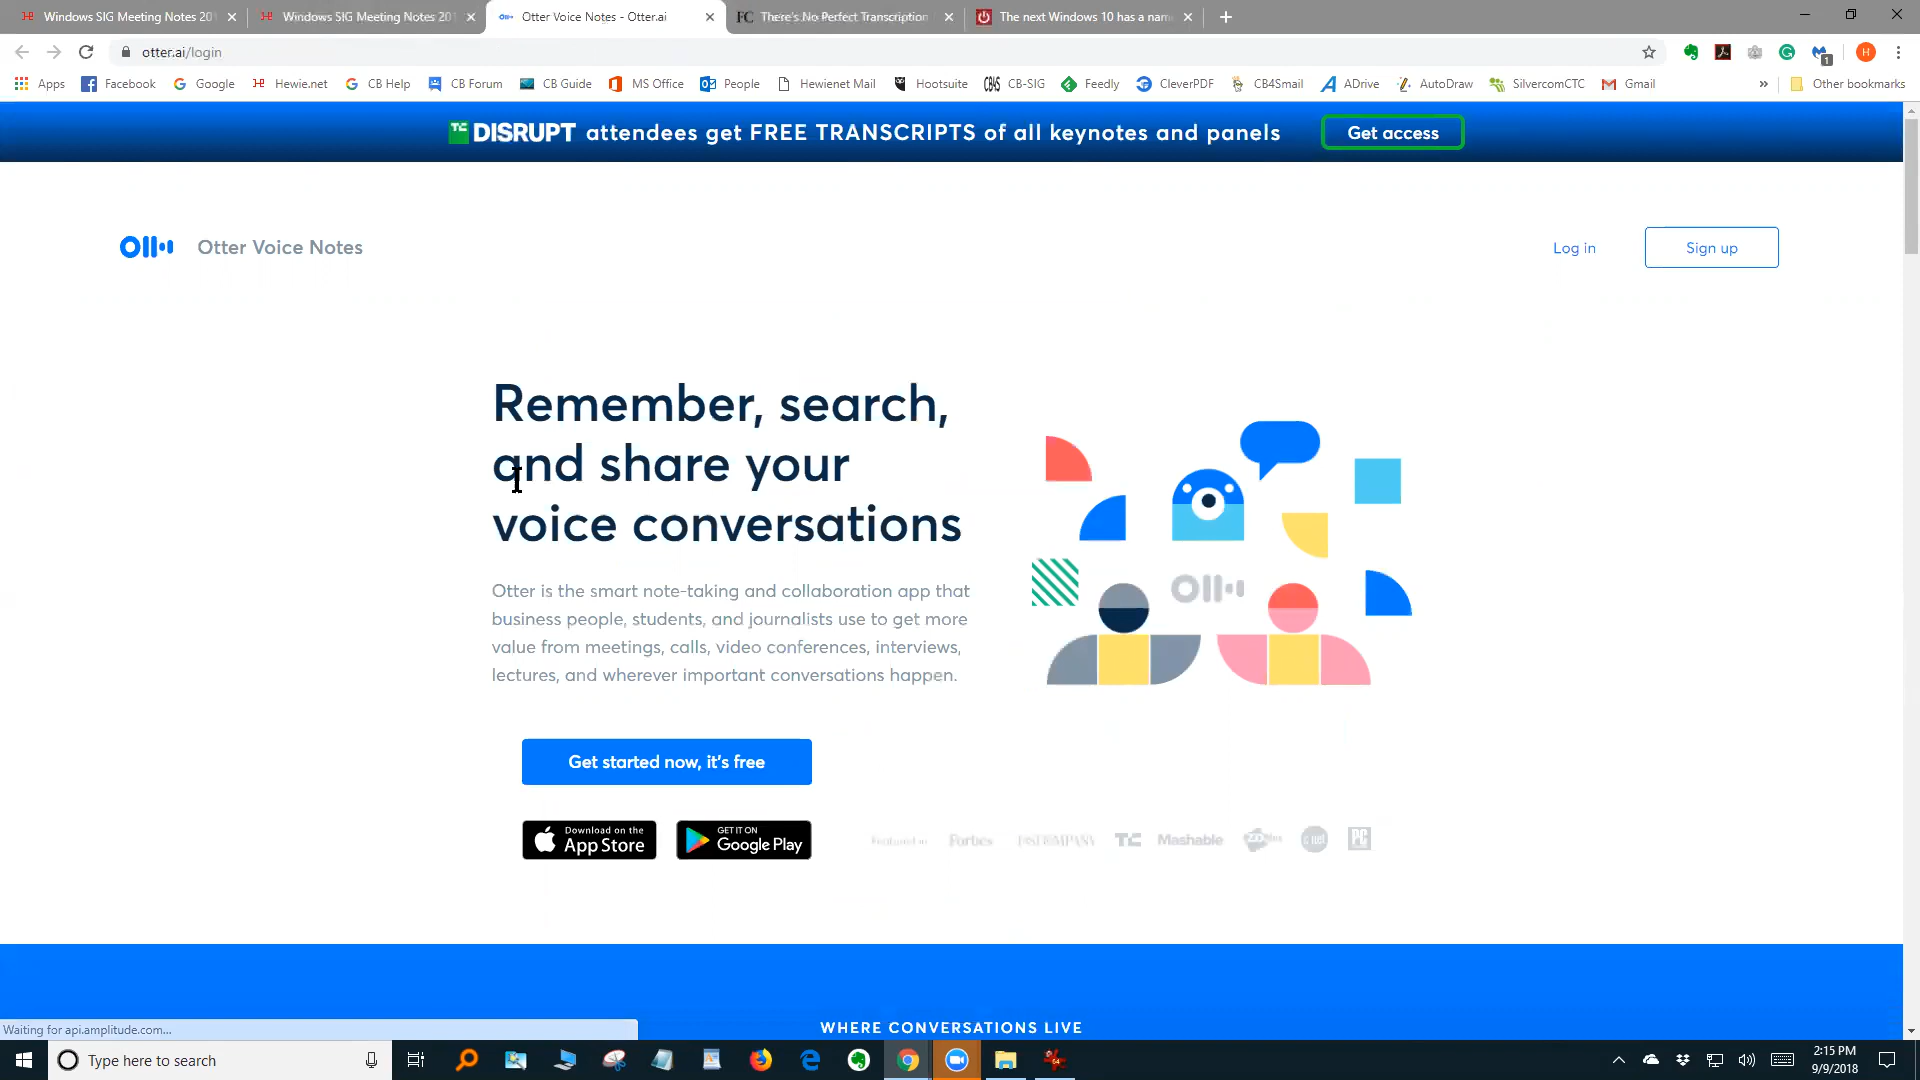 Windows SIG Meeting Notes 20
Windows SIG Meeting Notes 201
Otter Voice Notes - Otter.ai
FC There's No Perfect Transcription
The next Windows 10 has a nam
otter.ai/login
1
H
Apps
Facebook
Google
Hewie.net
CB Help
CB Forum
CB Guide
MS Office
People
Hewienet Mail
Hootsuite
CB-SIG
Feedly
CleverPDF
CB4Smail
ADrive
AutoDraw
SilvercomCTC
Gmail
»
Other bookmarks
TC DISRUPT attendees get FREE TRANSCRIPTS of all keynotes and panels
Get access
Otter Voice Notes
Log in
Sign up
Remember, search,
and share your
voice conversations
Otter is the smart note-taking and collaboration app that
business people, students, and journalists use to get more
value from meetings, calls, video conferences, interviews,
lectures, and wherever important conversations happen.
Get started now, it's free
Download on the
App Store
GET IT ON
Google Play
Forbes
TC
Mashable
c|net
PC
WHERE CONVERSATIONS LIVE
Waiting for api.amplitude.com...
Type here to search
2:15 PM
9/9/2018